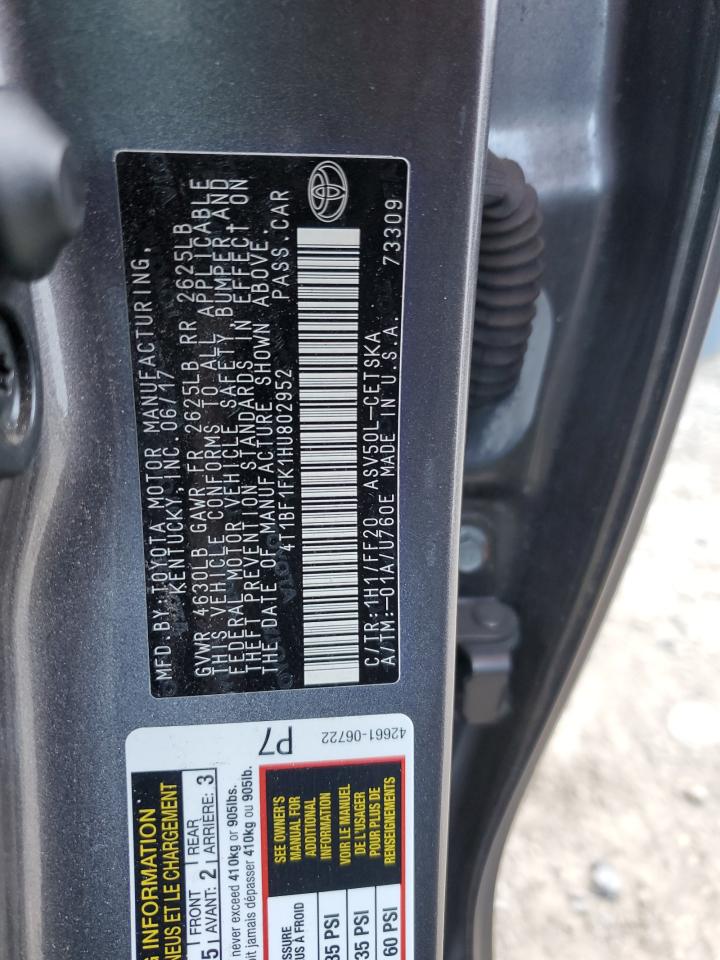 MFD BY:TOYOTA MOTOR MANUFACTURING,
KENTUCKY, INC. 06/17
GVWR 4630LB GAWR FR 2625LB RR 2625LB
THIS VEHICLE CONFORMS TO ALL APPLICABLE
FEDERAL MOTOR VEHICLE SAFETY, BUMPER, AND
THEFT PREVENTION STANDARDS IN EFFECT ON
THE DATE OF MANUFACTURE SHOWN ABOVE.
4T1BF1FK1HU802952 PASS.CAR
C/TR:1H1/FF20 ASV50L-CETSKA 73309
A/TM:-01A/U760E MADE IN U.S.A.
P7
42661-06722
INFORMATION
PNEUS ET LE CHARGEMENT
5 FRONT AVANT: 2 REAR ARRIÈRE: 3
never exceed 410kg or 905lbs.
jamais dépasser 410kg ou 905lb.
SEE OWNER'S
MANUAL FOR
ADDITIONAL
INFORMATION
VOIR LE MANUEL
DE L'USAGER
POUR PLUS DE
RENSEIGNEMENTS
À FROID
35 PSI
35 PSI
60 PSI